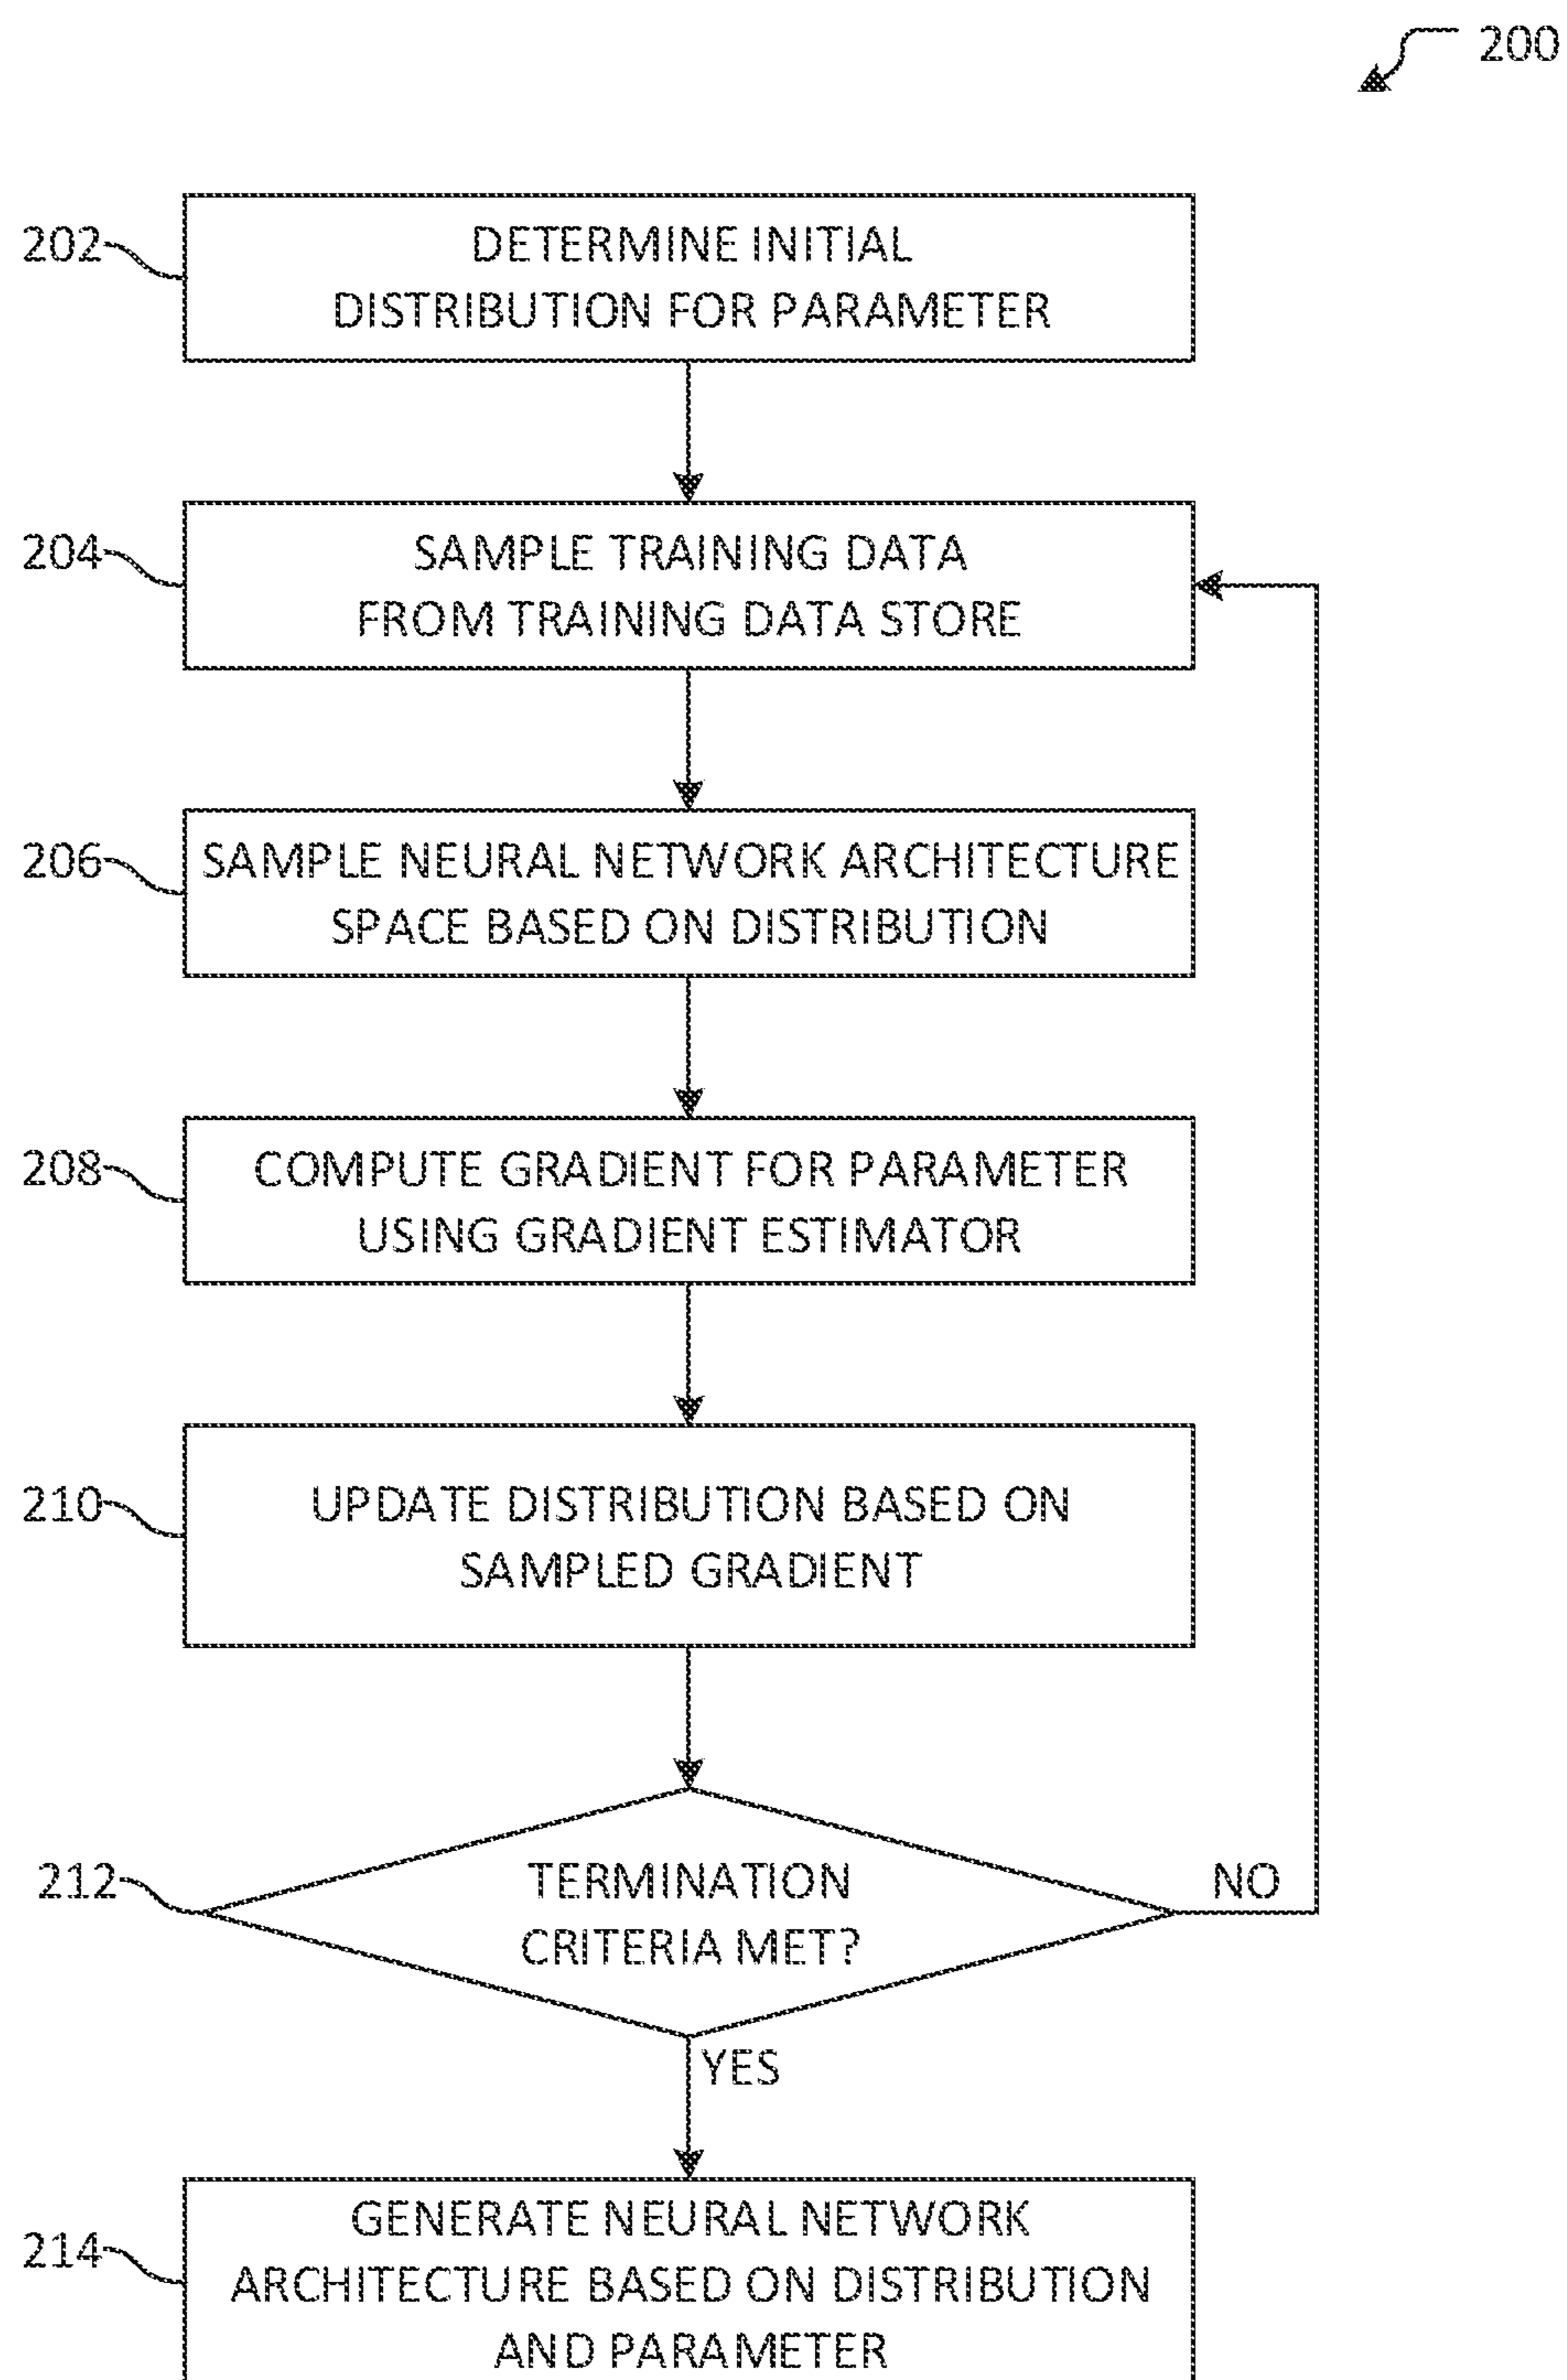 200
202
DETERMINE INITIAL
DISTRIBUTION FOR PARAMETER
204
SAMPLE TRAINING DATA
FROM TRAINING DATA STORE
206
SAMPLE NEURAL NETWORK ARCHITECTURE
SPACE BASED ON DISTRIBUTION
208
COMPUTE GRADIENT FOR PARAMETER
USING GRADIENT ESTIMATOR
210
UPDATE DISTRIBUTION BASED ON
SAMPLED GRADIENT
212
TERMINATION
CRITERIA MET?
NO
YES
214
GENERATE NEURAL NETWORK
ARCHITECTURE BASED ON DISTRIBUTION
AND PARAMETER